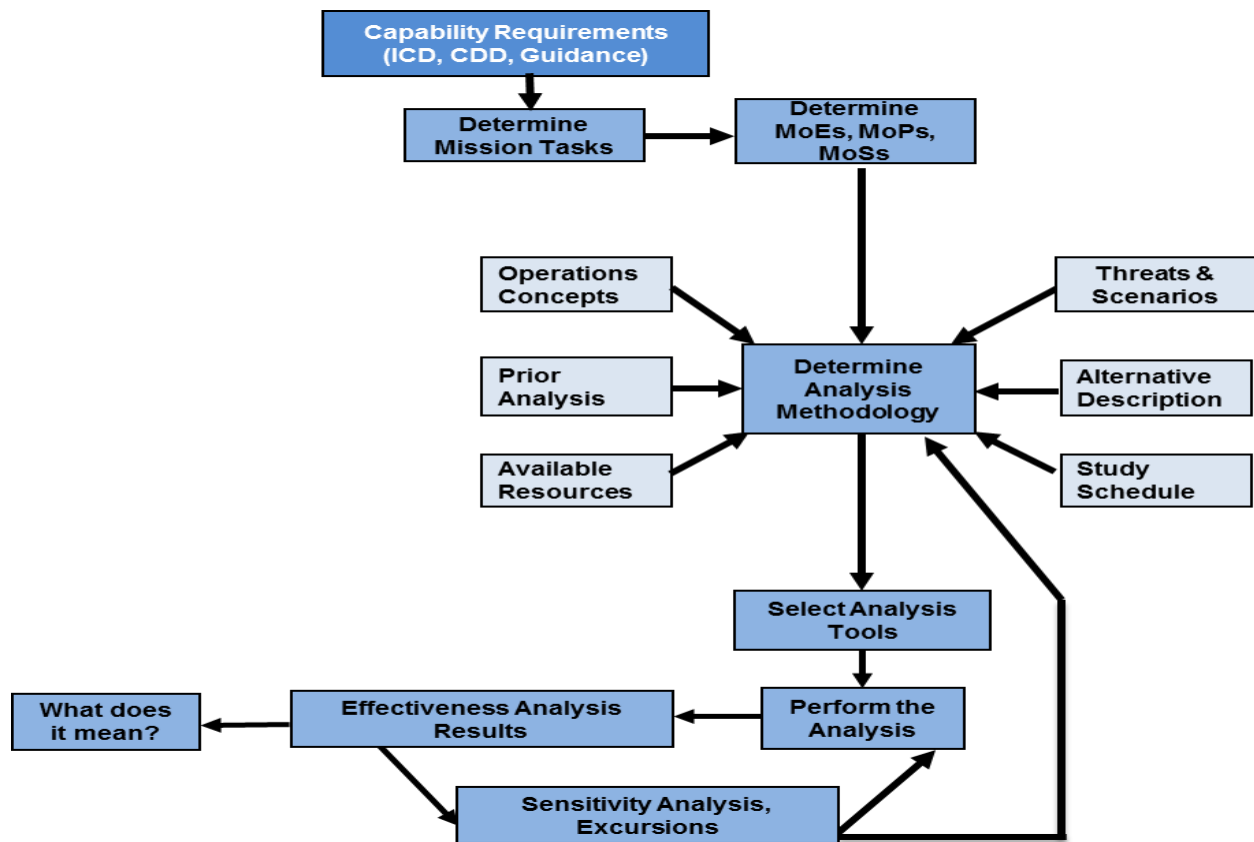 Capability Requirements
(ICD, CDD, Guidance)
Determine
Mission Tasks
Determine
MoEs, MoPs,
MoSs
Operations
Concepts
Threats &
Scenarios
Prior
Analysis
Determine
Analysis
Methodology
Alternative
Description
Available
Resources
Study
Schedule
Select Analysis
Tools
What does
it mean?
Effectiveness Analysis
Results
Perform the
Analysis
Sensitivity Analysis,
Excursions